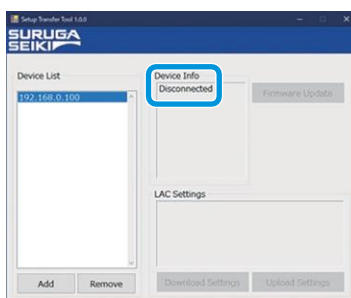 Setup Transfer Tool 1.0.0
SURUGA
SEIKI
Device List
192.168.0.100
Add
Remove
Device Info
Disconnected
Firmware Update
LAC Settings
Download Settings
Upload Settings